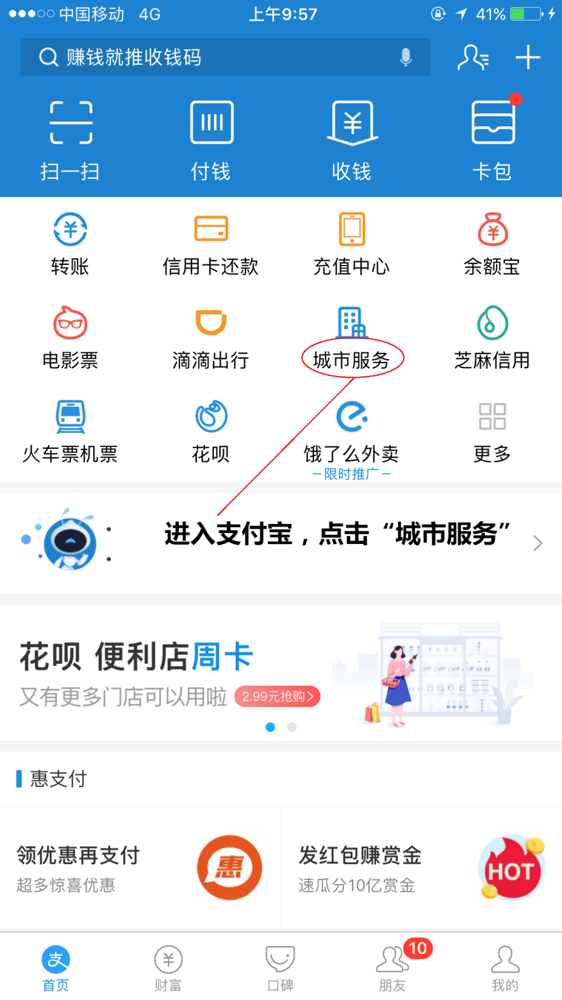 中国移动 4G 上午9:57 41%
赚钱就推收钱码
扫一扫 付钱 收钱 卡包
转账 信用卡还款 充值中心 余额宝
电影票 滴滴出行 城市服务 芝麻信用
火车票机票 花呗 饿了么外卖 更多
限时推广
进入支付宝，点击“城市服务”
花呗 便利店周卡
又有更多门店可以用啦 2.99元抢购
惠支付
领优惠再支付 惠 发红包赚赏金 HOT
超多惊喜优惠 速瓜分10亿赏金
支 10
首页 财富 口碑 朋友 我的